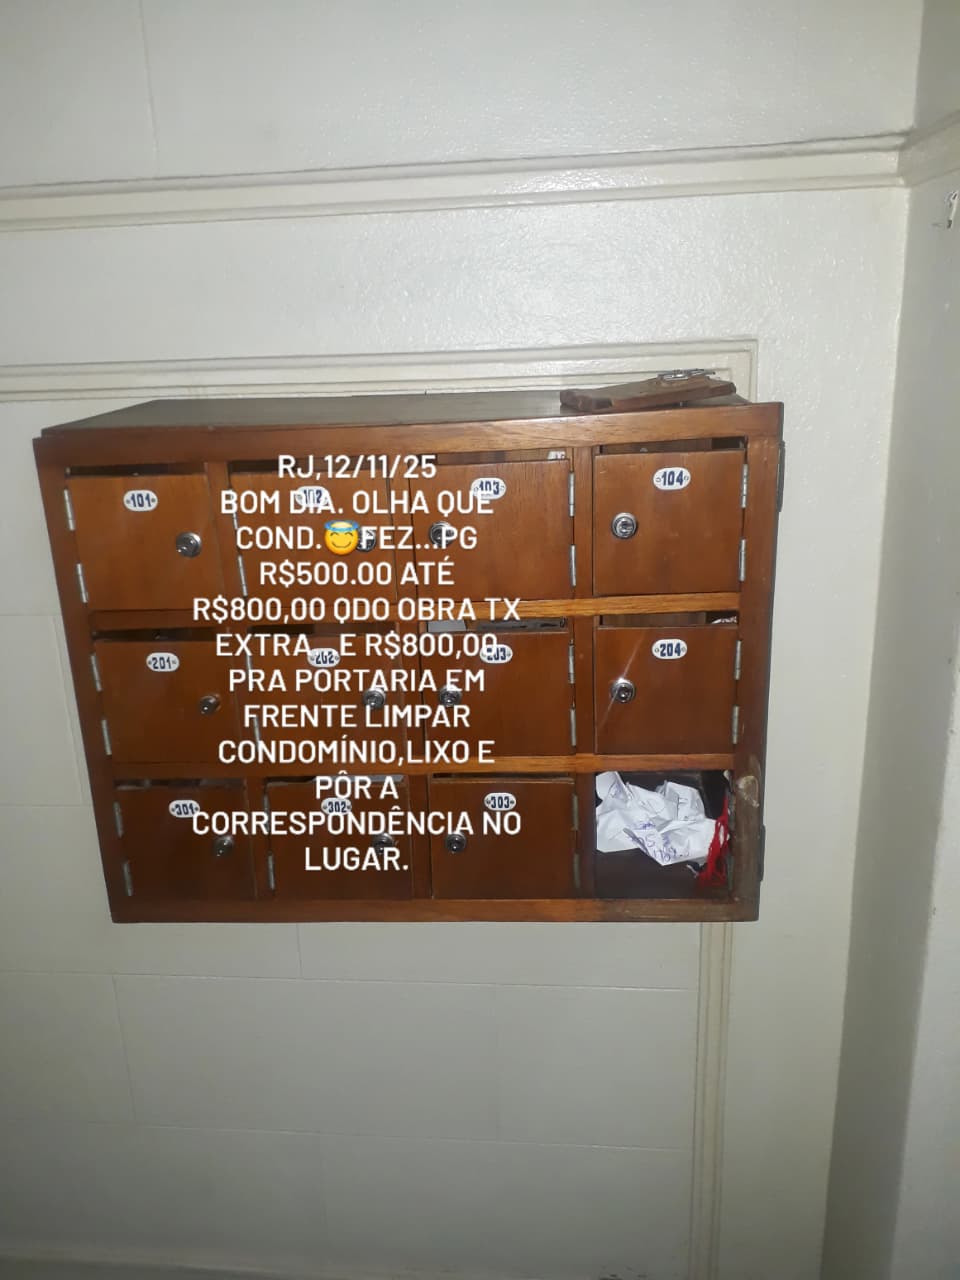 RJ,12/11/25
BOM DIA. OLHA QUE
COND.😇FEZ...PG
R$500.00 ATÉ
R$800,00 QDO OBRA TX
EXTRA. E R$800,00
PRA PORTARIA EM
FRENTE LIMPAR
CONDOMÍNIO,LIXO E
PÔR A
CORRESPONDÊNCIA NO
LUGAR.
101 102 103 104
201 202 203 204
301 302 303